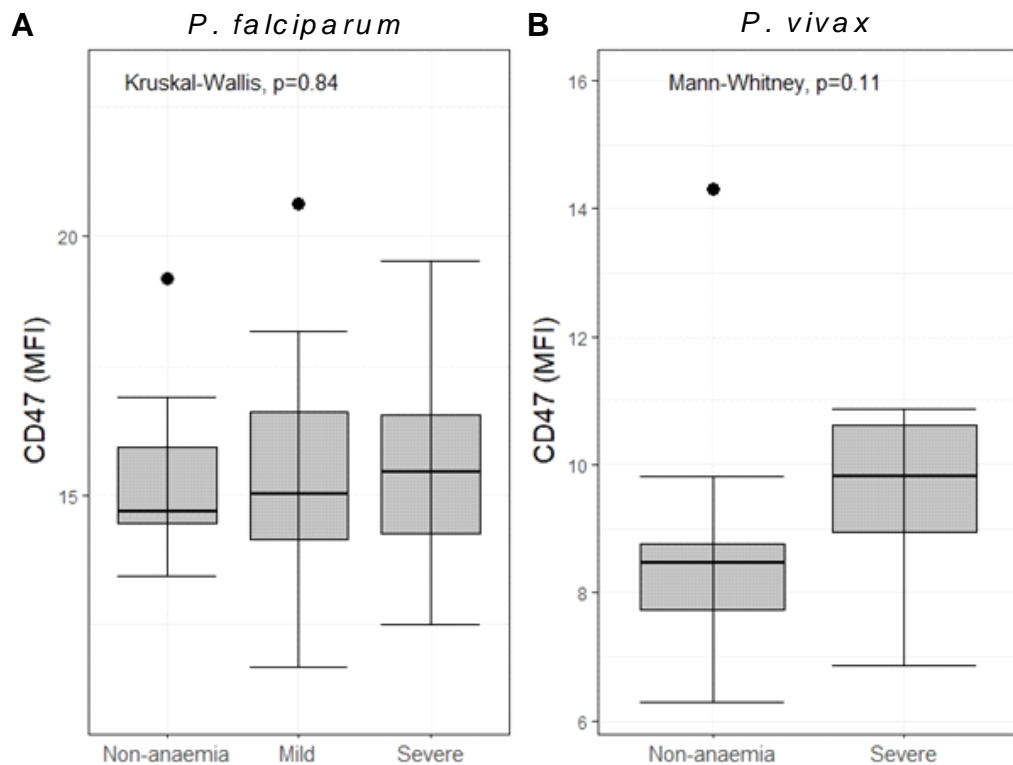 A
P. falciparum
Kruskal-Wallis, p=0.84
CD47 (MFI)
20
15
Non-anaemia
Mild
Severe
B
P. vivax
Mann-Whitney, p=0.11
CD47 (MFI)
16
14
12
10
8
6
Non-anaemia
Severe